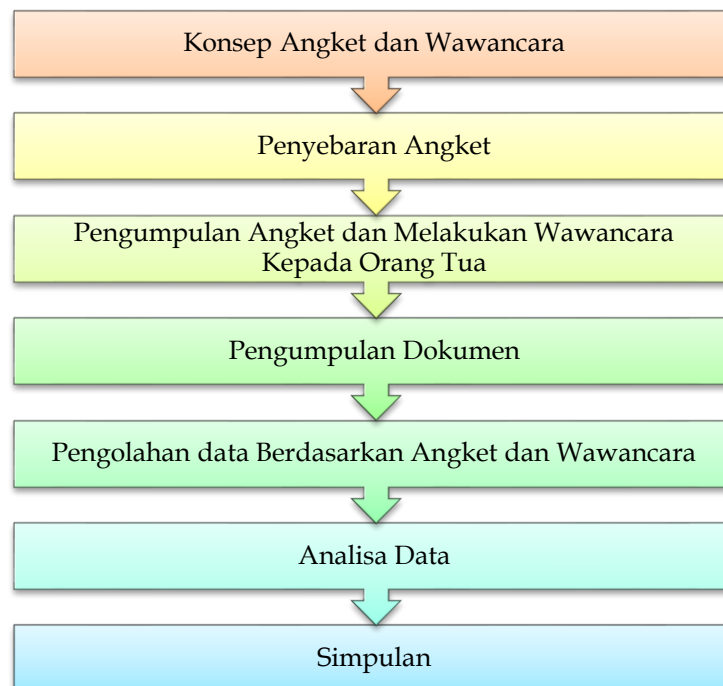 Konsep Angket dan Wawancara
Penyebaran Angket
Pengumpulan Angket dan Melakukan Wawancara
Kepada Orang Tua
Pengumpulan Dokumen
Pengolahan data Berdasarkan Angket dan Wawancara
Analisa Data
Simpulan